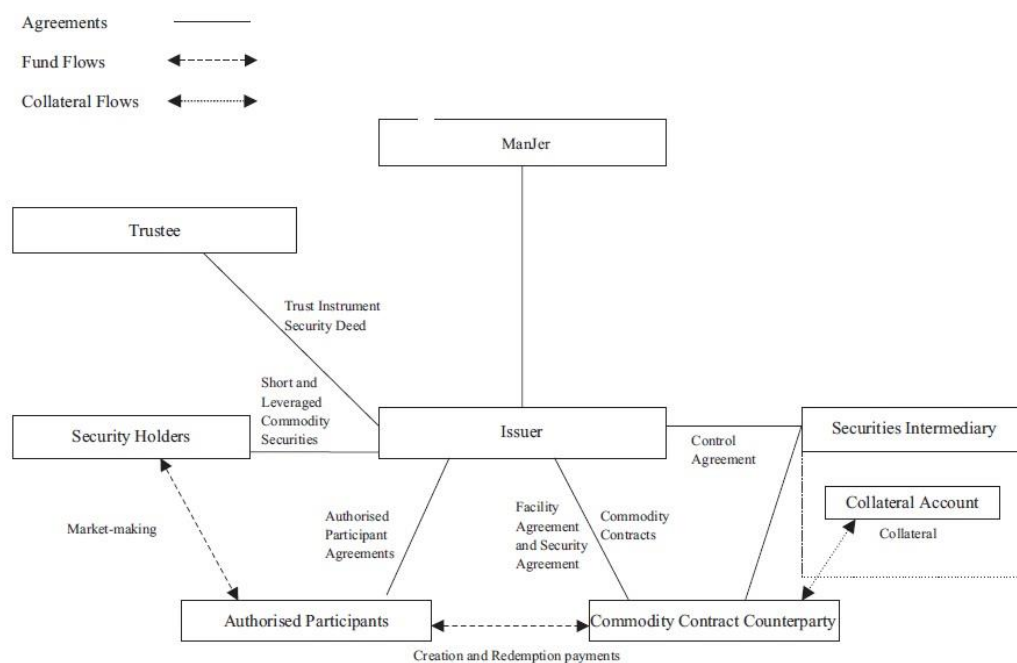 Agreements
Fund Flows
Collateral Flows
ManJer
Trustee
Trust Instrument
Security Deed
Short and
Leveraged
Commodity
Securities
Security Holders
Issuer
Control
Agreement
Securities Intermediary
Collateral Account
Collateral
Market-making
Authorised
Participant
Agreements
Facility
Agreement
and Security
Agreement
Commodity
Contracts
Authorised Participants
Commodity Contract Counterparty
Creation and Redemption payments